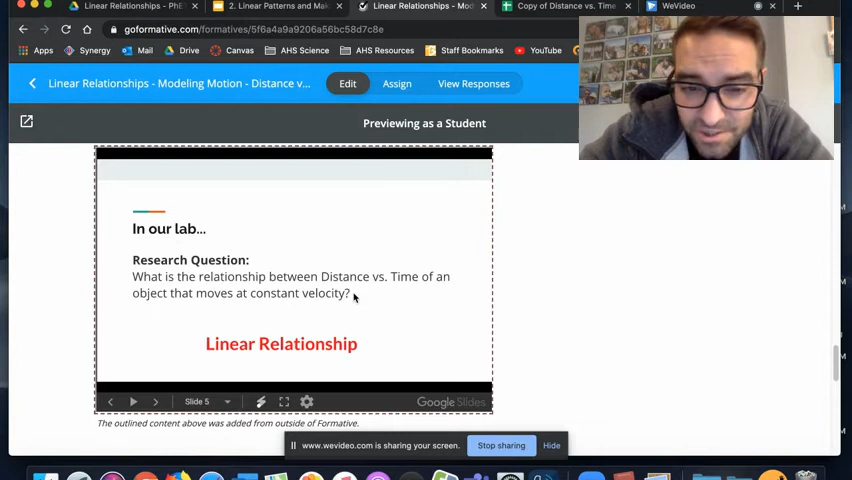 Linear Relationships - PhET
2. Linear Patterns and Mak
Linear Relationships - Mod
Copy of Distance vs. Time
WeVideo
goformative.com/formatives/5f6a4a9a9206a56bc58d7c8e
Apps Synergy Mail Drive Canvas AHS Science AHS Resources Staff Bookmarks YouTube
Linear Relationships - Modeling Motion - Distance v... Edit Assign View Responses
Previewing as a Student
In our lab...
Research Question:
What is the relationship between Distance vs. Time of an
object that moves at constant velocity?
Linear Relationship
Slide 5
Google Slides
The outlined content above was added from outside of Formative.
www.wevideo.com is sharing your screen. Stop sharing Hide